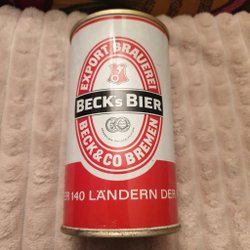 EXPORT BRAUEREI
BECK's BIER
BECK&CO BREMEN
ER 140 LÄNDERN DER